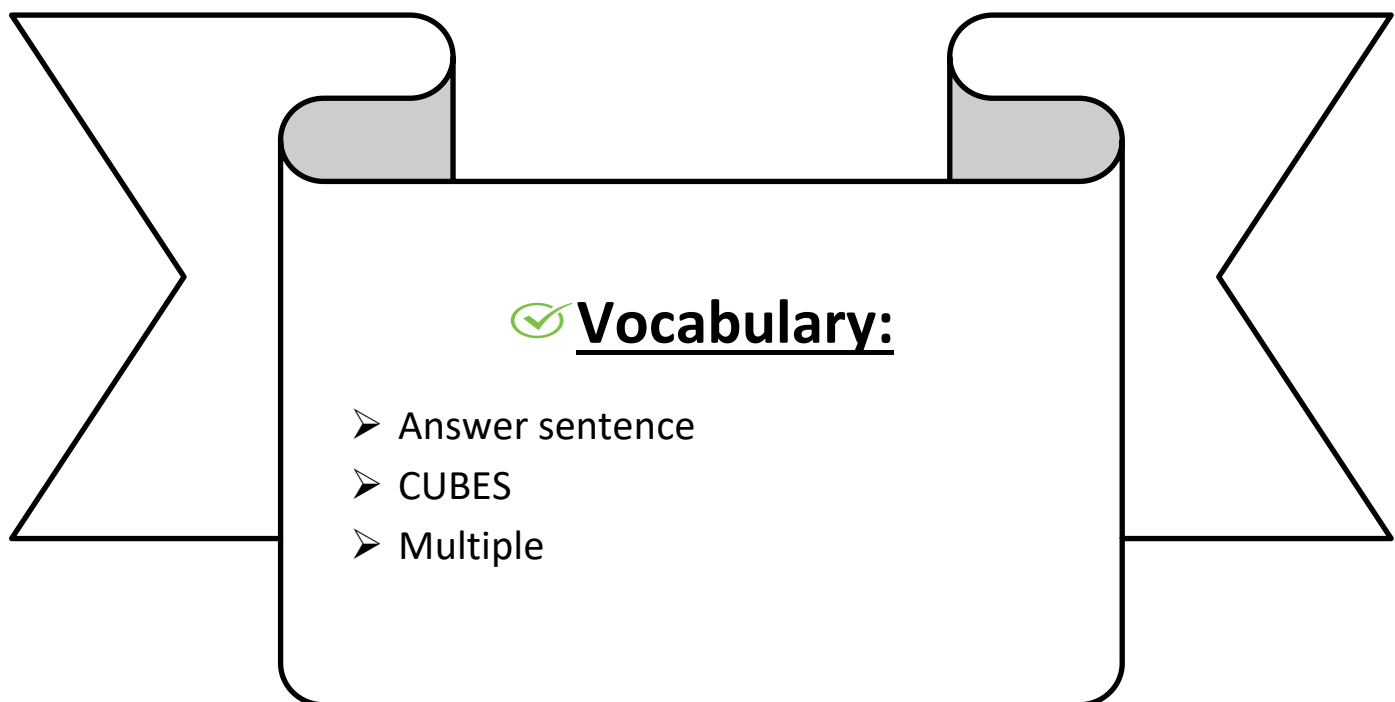 Vocabulary:
➢ Answer sentence
➢ CUBES
➢ Multiple